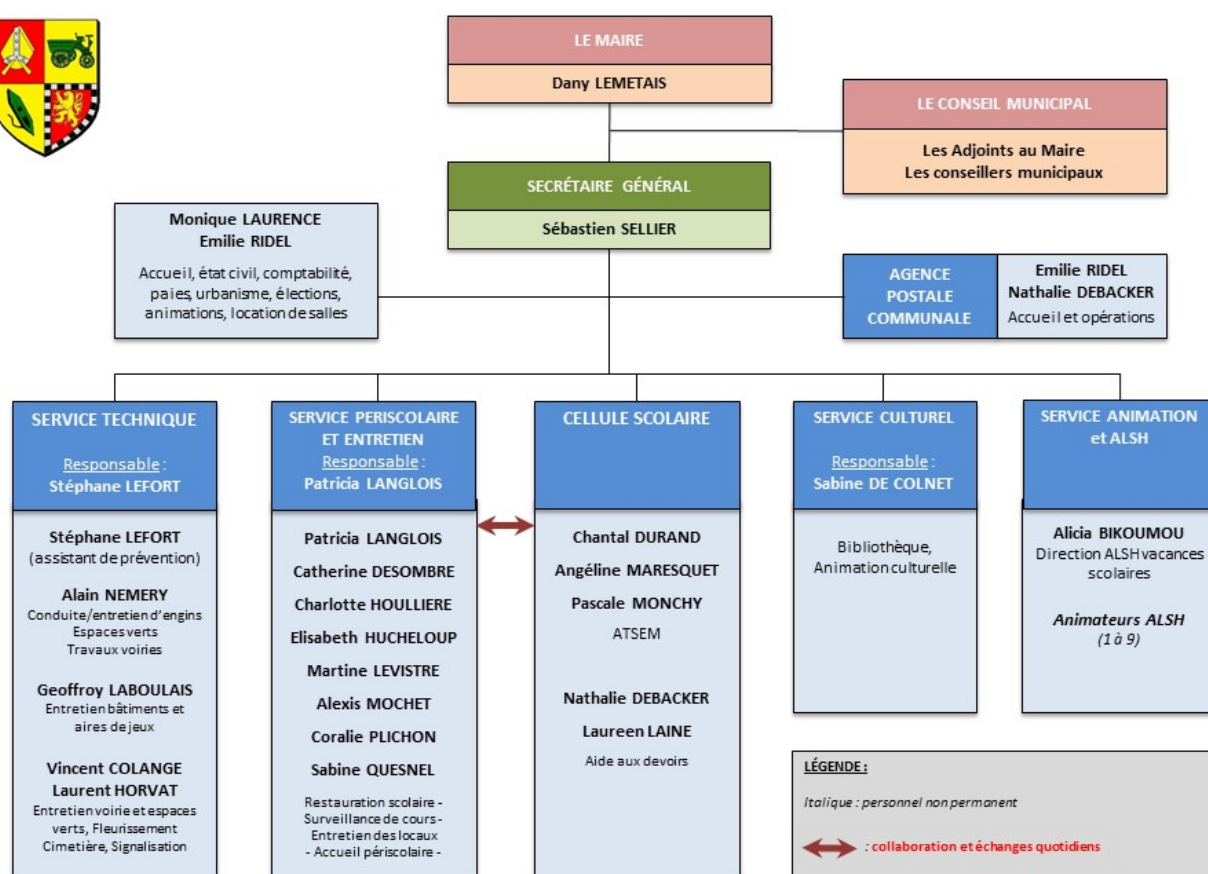 LE MAIRE
Dany LEMETAIS
LE CONSEIL MUNICIPAL
Les Adjoints au Maire
Les conseillers municipaux
SECRÉTAIRE GÉNÉRAL
Sébastien SELLIER
Monique LAURENCE
Emilie RIDEL
Accueil, état civil, comptabilité,
paies, urbanisme, élections,
animations, location de salles
AGENCE
POSTALE
COMMUNALE
Emilie RIDEL
Nathalie DEBACKER
Accueil et opérations
SERVICE TECHNIQUE
Responsable :
Stéphane LEFORT
Stéphane LEFORT
(assistant de prévention)
Alain NEMERY
Conduite/entretien d’engins
Espaces verts
Travaux voiries
Geoffroy LABOULAIS
Entretien bâtiments et
aires de jeux
Vincent COLANGE
Laurent HORVAT
Entretien voirie et espaces
verts, Fleurissement
Cimetière, Signalisation
SERVICE PERISCOLAIRE
ET ENTRETIEN
Responsable :
Patricia LANGLOIS
Patricia LANGLOIS
Catherine DESOMBRE
Charlotte HOULLIERE
Elisabeth HUCHELOUP
Martine LEVISTRE
Alexis MOCHET
Coralie PLICHON
Sabine QUESNEL
Restauration scolaire -
Surveillance de cours -
Entretien des locaux
- Accueil périscolaire -
CELLULE SCOLAIRE
Chantal DURAND
Angéline MARESQUET
Pascale MONCHY
ATSEM
Nathalie DEBACKER
Laureen LAINE
Aide aux devoirs
SERVICE CULTUREL
Responsable :
Sabine DE COLNET
Bibliothèque,
Animation culturelle
SERVICE ANIMATION
et ALSH
Alicia BIKOUMOU
Direction ALSH vacances
scolaires
Animateurs ALSH
(1 à 9)
LÉGENDE :
Italique : personnel non permanent
: collaboration et échanges quotidiens